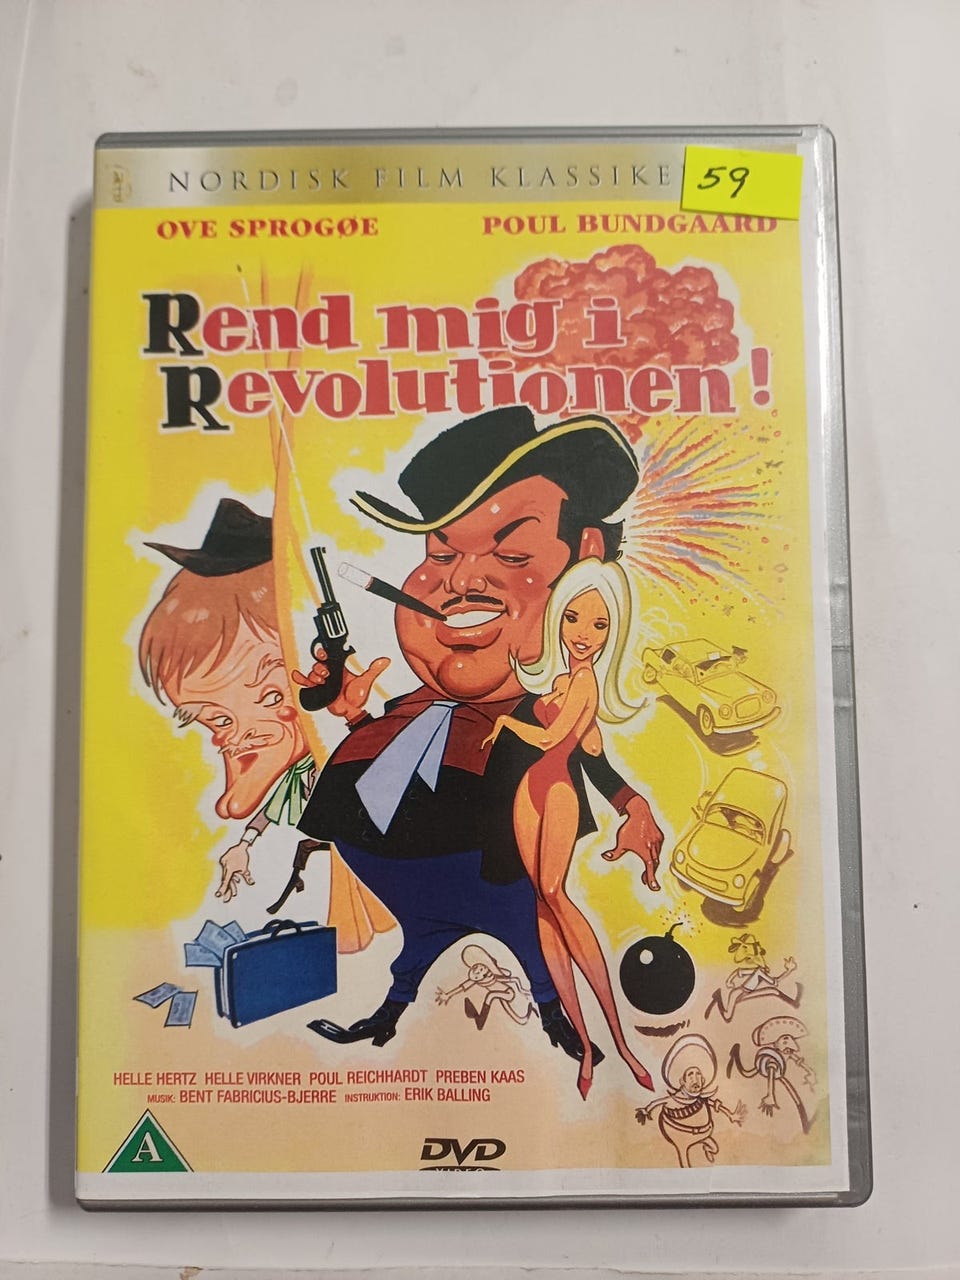 NORDISK FILM KLASSIKE
59
OVE SPROGØE POUL BUNDGAARD
Rend mig i
Revolutionen!
HELLE HERTZ HELLE VIRKNER POUL REICHHARDT PREBEN KAAS
MUSIK: BENT FABRICIUS-BJERRE INSTRUKTION: ERIK BALLING
A
DVD
VIDEO